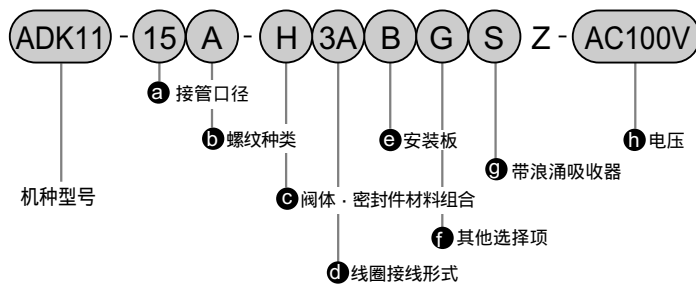 ADK11 - 15 A - H 3A B G S Z - AC100V
a 接管口径
b 螺纹种类
e 安装板
h 电压
g 带浪涌吸收器
机种型号
c 阀体·密封件材料组合
f 其他选择项
d 线圈接线形式